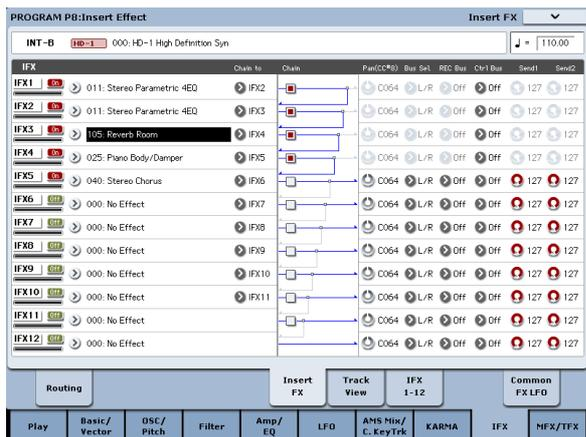 PROGRAM P8:Insert Effect Insert FX
INT-B HD-1 000: HD-1 High Definition Syn ♩ = 110.00
IFX Chain to Chain Pan(CC#8) Bus Sel. REC Bus Ctrl Bus Send1 Send2
IFX1 On 011: Stereo Parametric 4EQ IFX2 C064 L/R Off Off 127 127
IFX2 On 011: Stereo Parametric 4EQ IFX3 C064 L/R Off Off 127 127
IFX3 On 105: Reverb Room IFX4 C064 L/R Off Off 127 127
IFX4 On 025: Piano Body/Damper IFX5 C064 L/R Off Off 127 127
IFX5 On 040: Stereo Chorus IFX6 C064 L/R Off Off 127 127
IFX6 Off 000: No Effect IFX7 C064 L/R Off Off 127 127
IFX7 Off 000: No Effect IFX8 C064 L/R Off Off 127 127
IFX8 Off 000: No Effect IFX9 C064 L/R Off Off 127 127
IFX9 Off 000: No Effect IFX10 C064 L/R Off Off 127 127
IFX10 Off 000: No Effect IFX11 C064 L/R Off Off 127 127
IFX11 Off 000: No Effect C064 L/R Off Off 127 127
IFX12 Off 000: No Effect C064 L/R Off Off 127 127
Routing Insert FX Track View IFX 1-12 Common FX LFO
Play Basic/Vector OSC/Pitch Filter Amp/EQ LFO AMS Mix/C. KeyTrk KARMA IFX MFX/TFX